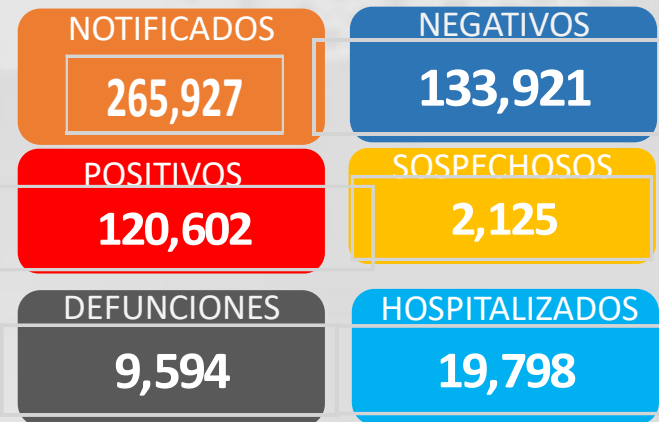 NOTIFICADOS
265,927
NEGATIVOS
133,921
POSITIVOS
120,602
SOSPECHOSOS
2,125
DEFUNCIONES
9,594
HOSPITALIZADOS
19,798